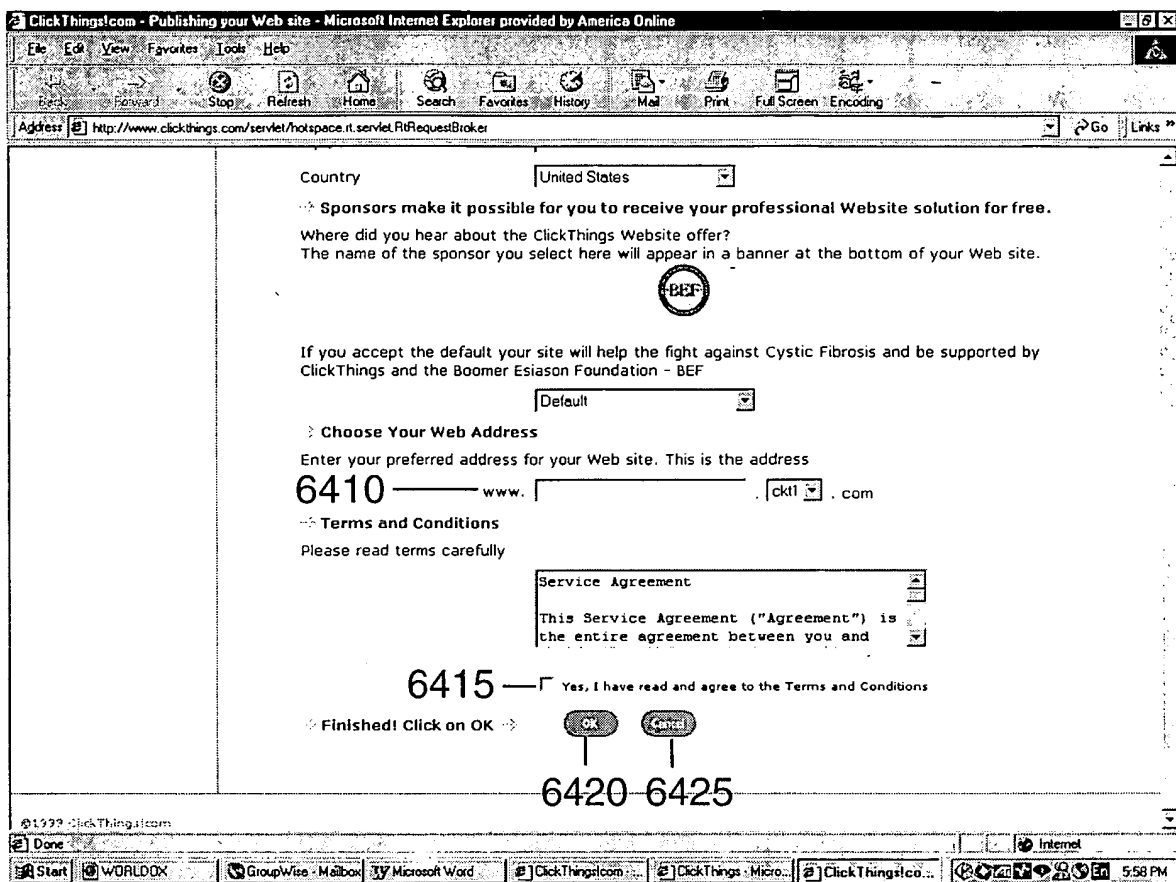 ClickThings!com - Publishing your Web site - Microsoft Internet Explorer provided by America Online
File Edit View Favorites Tools Help
Back Forward Stop Refresh Home Search Favorites History Mail Print Full Screen Encoding
Address http://www.clickthings.com/servlet/hotspace.rt.servlet.RtRequestBroker Go Links »
Country United States
Sponsors make it possible for you to receive your professional Website solution for free.
Where did you hear about the ClickThings Website offer?
The name of the sponsor you select here will appear in a banner at the bottom of your Web site.
BEF
If you accept the default your site will help the fight against Cystic Fibrosis and be supported by
ClickThings and the Boomer Esiason Foundation - BEF
Default
Choose Your Web Address
Enter your preferred address for your Web site. This is the address
6410 www. . ckt1 . com
Terms and Conditions
Please read terms carefully
Service Agreement
This Service Agreement ("Agreement") is
the entire agreement between you and
6415 Yes, I have read and agree to the Terms and Conditions
Finished! Click on OK OK Cancel
6420 6425
©1999 ClickThings!com
Done Internet
Start WORLDOX GroupWise - Mailbox Microsoft Word ClickThings!com ... ClickThings - Micro... ClickThings!co... 5:58 PM